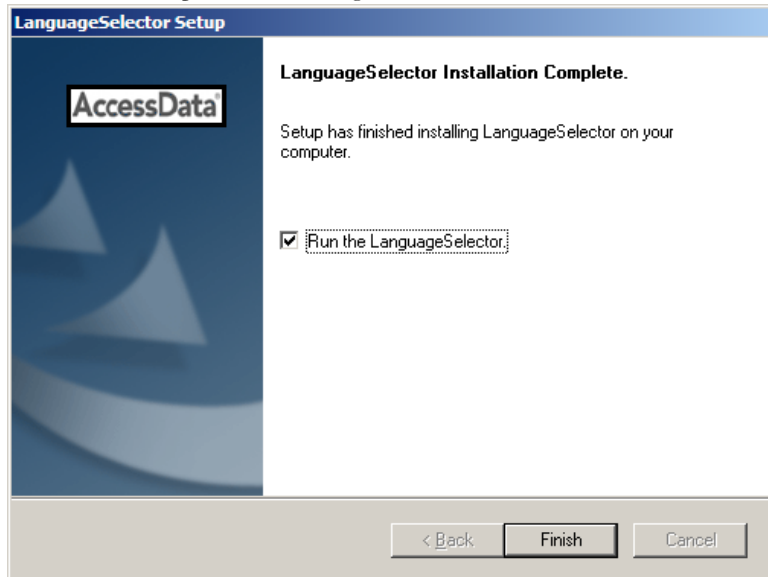 LanguageSelector Setup
AccessData
LanguageSelector Installation Complete.
Setup has finished installing LanguageSelector on your
computer.
Run the LanguageSelector.
< Back
Finish
Cancel